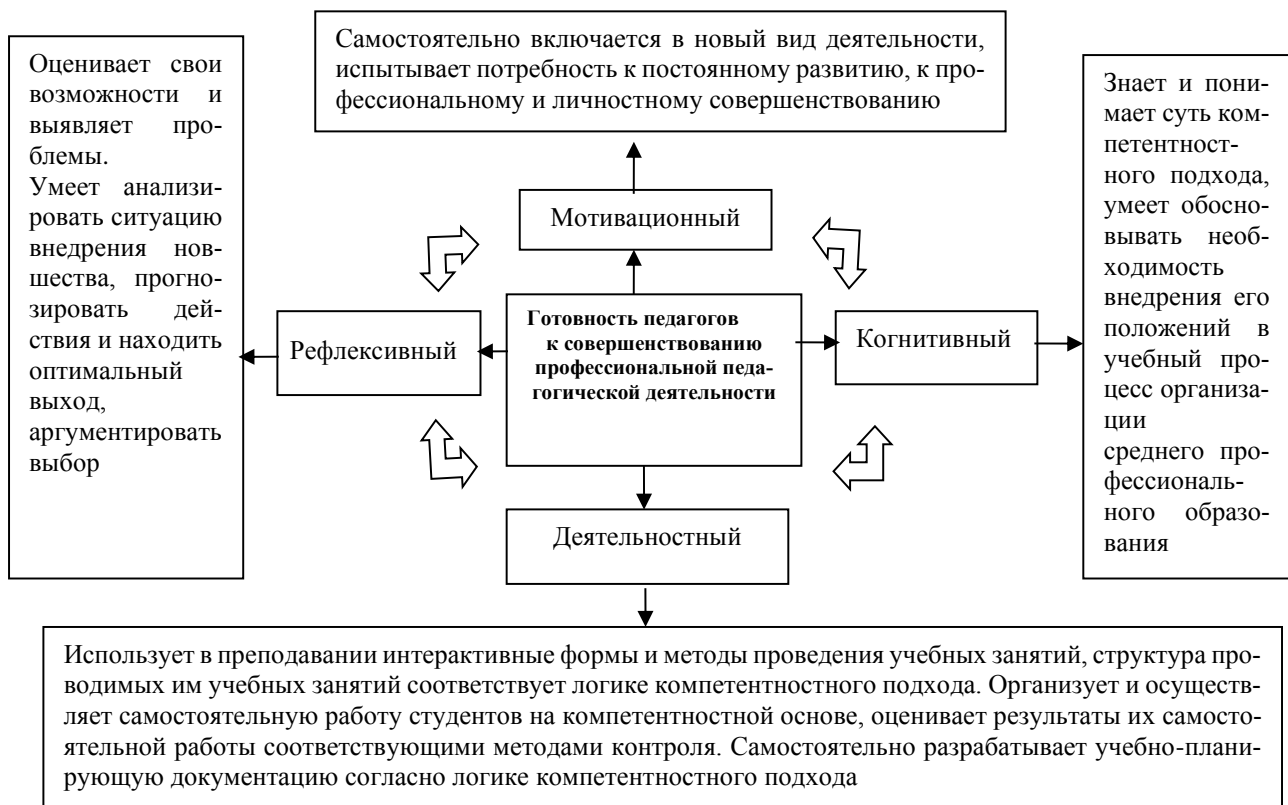 Самостоятельно включается в новый вид деятельности,
испытывает потребность к постоянному развитию, к про-
фессиональному и личностному совершенствованию
Оценивает свои
возможности и
выявляет про-
блемы.
Умеет анализи-
ровать ситуацию
внедрения нов-
шества, прогно-
зировать дей-
ствия и находить
оптимальный
выход,
аргументировать
выбор
Мотивационный
Рефлексивный
Готовность педагогов
к совершенствованию
профессиональной педа-
гогической деятельности
Когнитивный
Знает и пони-
мает суть ком-
петентност-
ного подхода,
умеет обосно-
вывать необ-
ходимость
внедрения его
положений в
учебный про-
цесс организа-
ции
среднего про-
фессиональ-
ного образо-
вания
Деятельностный
Использует в преподавании интерактивные формы и методы проведения учебных занятий, структура про-
водимых им учебных занятий соответствует логике компетентностного подхода. Организует и осуществ-
ляет самостоятельную работу студентов на компетентностной основе, оценивает результаты их самосто-
ятельной работы соответствующими методами контроля. Самостоятельно разрабатывает учебно-плани-
рующую документацию согласно логике компетентностного подхода